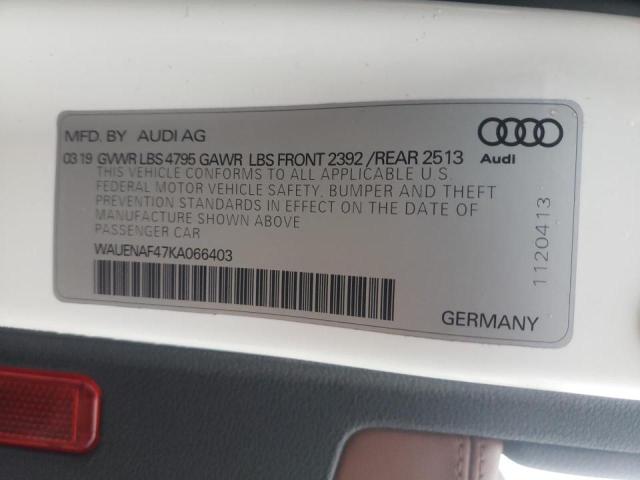 MFD. BY AUDI AG
03 19 GVWR LBS 4795 GAWR LBS FRONT 2392 /REAR 2513
Audi
THIS VEHICLE CONFORMS TO ALL APPLICABLE U.S.
FEDERAL MOTOR VEHICLE SAFETY, BUMPER AND THEFT
PREVENTION STANDARDS IN EFFECT ON THE DATE OF
MANUFACTURE SHOWN ABOVE
PASSENGER CAR
WAUENAF47KA066403
1120413
GERMANY